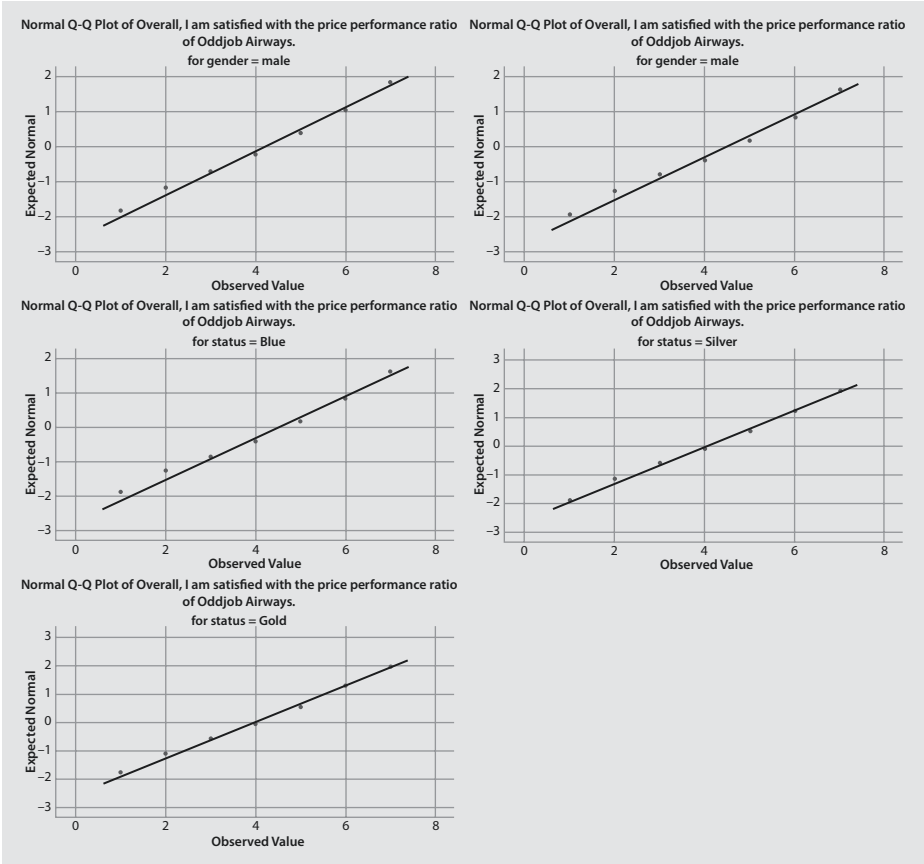 Normal Q-Q Plot of Overall, I am satisfied with the price performance ratio
of Oddjob Airways.
for gender = male
2
1
0
–1
–2
–3
Expected Normal
0 2 4 6 8
Observed Value
Normal Q-Q Plot of Overall, I am satisfied with the price performance ratio
of Oddjob Airways.
for gender = male
2
1
0
–1
–2
–3
Expected Normal
0 2 4 6 8
Observed Value
Normal Q-Q Plot of Overall, I am satisfied with the price performance ratio
of Oddjob Airways.
for status = Blue
2
1
0
–1
–2
–3
Expected Normal
0 2 4 6 8
Observed Value
Normal Q-Q Plot of Overall, I am satisfied with the price performance ratio
of Oddjob Airways.
for status = Silver
3
2
1
0
–1
–2
–3
Expected Normal
0 2 4 6 8
Observed Value
Normal Q-Q Plot of Overall, I am satisfied with the price performance ratio
of Oddjob Airways.
for status = Gold
3
2
1
0
–1
–2
–3
Expected Normal
0 2 4 6 8
Observed Value